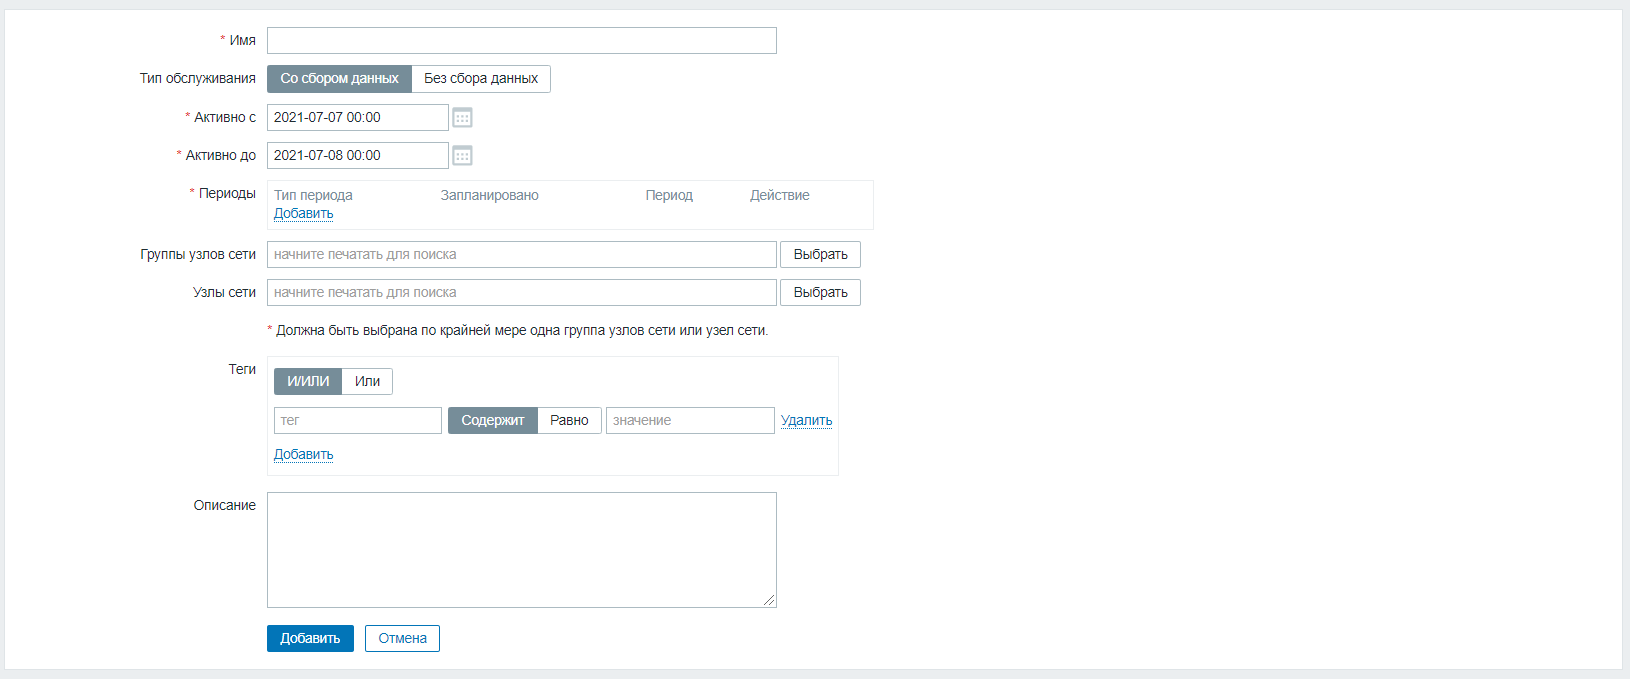 * Имя
Тип обслуживания Со сбором данных Без сбора данных
* Активно с 2021-07-07 00:00
* Активно до 2021-07-08 00:00
* Периоды Тип периода Запланировано Период Действие
Добавить
Группы узлов сети начните печатать для поиска Выбрать
Узлы сети начните печатать для поиска Выбрать
* Должна быть выбрана по крайней мере одна группа узлов сети или узел сети.
Теги
И/ИЛИ Или
тег Содержит Равно значение Удалить
Добавить
Описание
Добавить Отмена